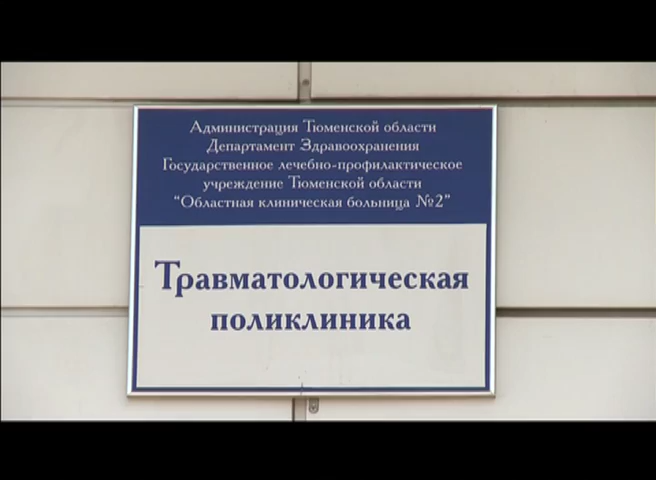 Администрация Тюменской области
Департамент Здравоохранения
Государственное лечебно-профилактическое
учреждение Тюменской области
“Областная клиническая больница №2”
Травматологическая
поликлиника